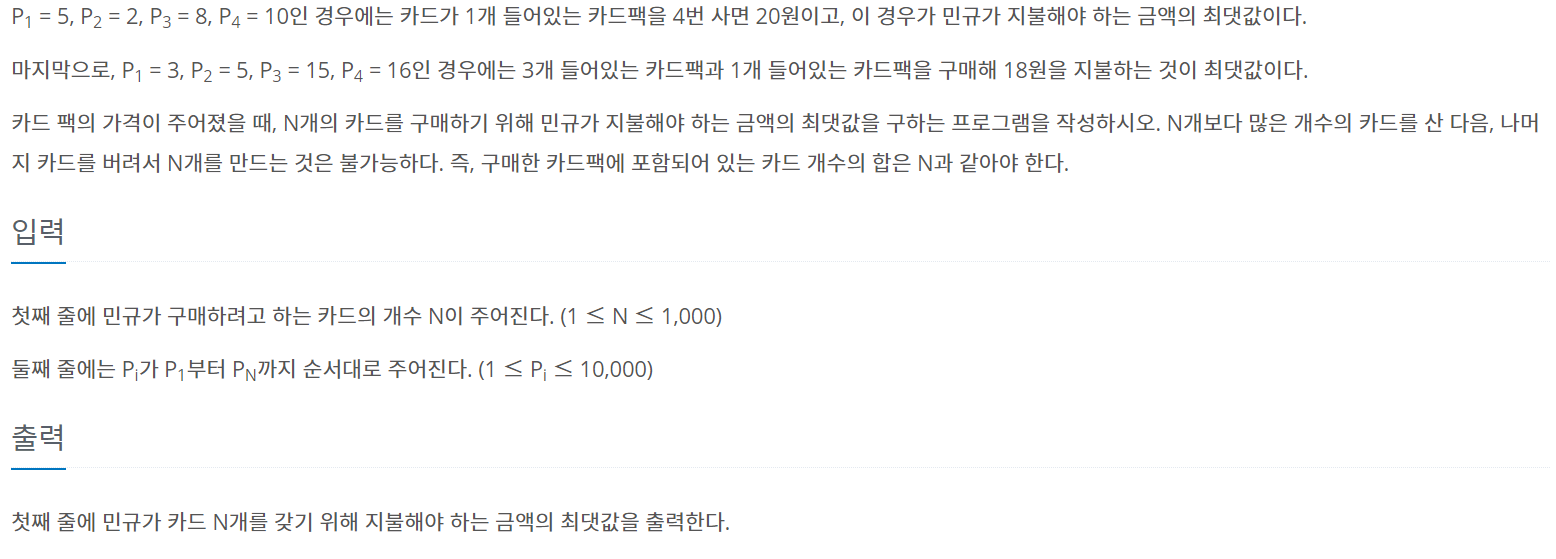 P1 = 5, P2 = 2, P3 = 8, P4 = 10인 경우에는 카드가 1개 들어있는 카드팩을 4번 사면 20원이고, 이 경우가 민규가 지불해야 하는 금액의 최댓값이다.
마지막으로, P1 = 3, P2 = 5, P3 = 15, P4 = 16인 경우에는 3개 들어있는 카드팩과 1개 들어있는 카드팩을 구매해 18원을 지불하는 것이 최댓값이다.
카드 팩의 가격이 주어졌을 때, N개의 카드를 구매하기 위해 민규가 지불해야 하는 금액의 최댓값을 구하는 프로그램을 작성하시오. N개보다 많은 개수의 카드를 산 다음, 나머
지 카드를 버려서 N개를 만드는 것은 불가능하다. 즉, 구매한 카드팩에 포함되어 있는 카드 개수의 합은 N과 같아야 한다.
입력
첫째 줄에 민규가 구매하려고 하는 카드의 개수 N이 주어진다. (1 ≤ N ≤ 1,000)
둘째 줄에는 Pi가 P1부터 PN까지 순서대로 주어진다. (1 ≤ Pi ≤ 10,000)
출력
첫째 줄에 민규가 카드 N개를 갖기 위해 지불해야 하는 금액의 최댓값을 출력한다.